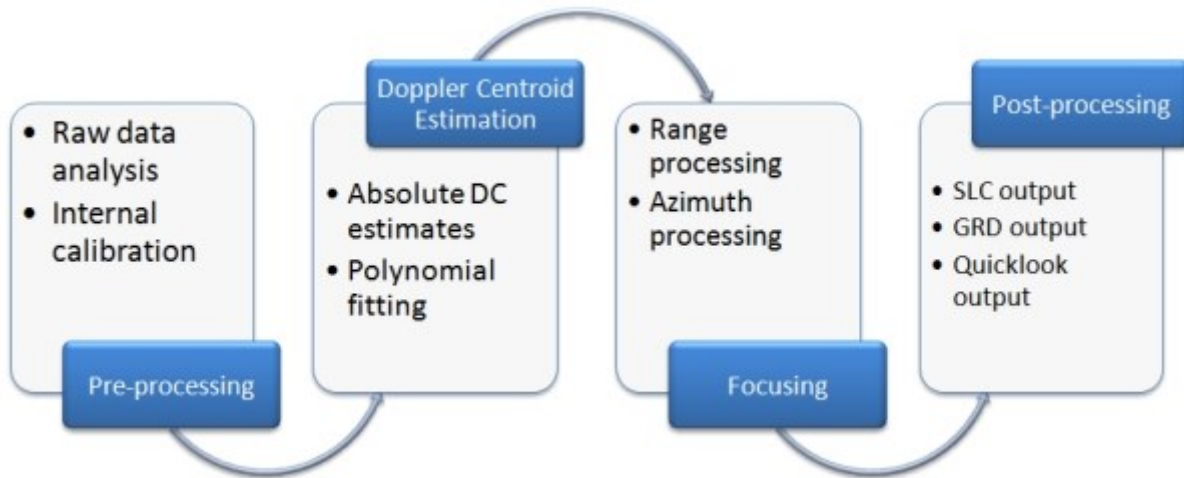 • Raw data
analysis
• Internal
calibration
Pre-processing
Doppler Centroid
Estimation
• Absolute DC
estimates
• Polynomial
fitting
• Range
processing
• Azimuth
processing
Focusing
Post-processing
• SLC output
• GRD output
• Quicklook
output